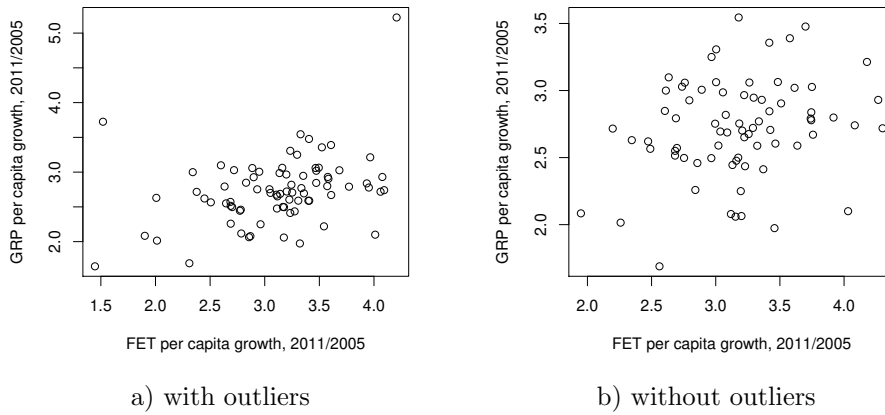 GRP per capita growth, 2011/2005
5.0
4.0
3.0
2.0
1.5 2.0 2.5 3.0 3.5 4.0
FET per capita growth, 2011/2005
a) with outliers
GRP per capita growth, 2011/2005
3.5
3.0
2.5
2.0
2.0 2.5 3.0 3.5 4.0
FET per capita growth, 2011/2005
b) without outliers